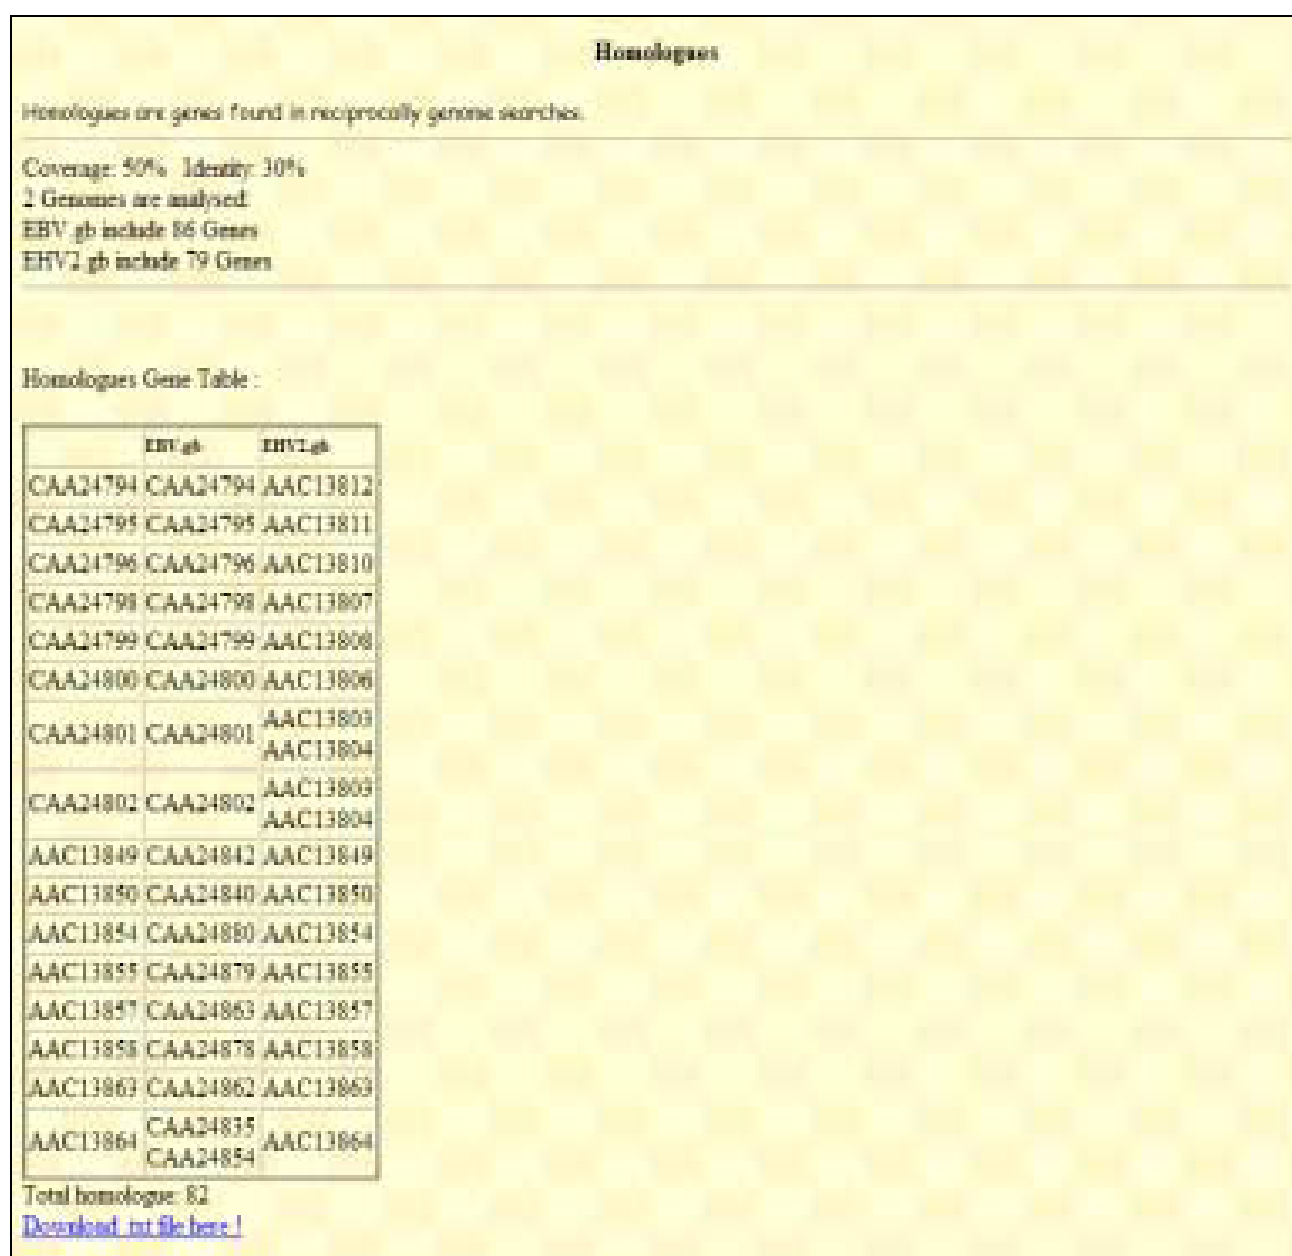 Homologues
Homologues are genes found in reciprocally genome searches.
Coverage: 50% Identity: 30%
2 Genomes are analysed:
EBV.gb include 86 Genes
EHV2.gb include 79 Genes
Homologues Gene Table :
EBV.gb EHV2.gb
CAA24794 CAA24794 AAC13812
CAA24795 CAA24795 AAC13811
CAA24796 CAA24796 AAC13810
CAA24798 CAA24798 AAC13807
CAA24799 CAA24799 AAC13808
CAA24800 CAA24800 AAC13806
CAA24801 CAA24801 AAC13803
AAC13804
CAA24802 CAA24802 AAC13803
AAC13804
AAC13849 CAA24842 AAC13849
AAC13850 CAA24840 AAC13850
AAC13854 CAA24880 AAC13854
AAC13855 CAA24879 AAC13855
AAC13857 CAA24863 AAC13857
AAC13858 CAA24878 AAC13858
AAC13863 CAA24862 AAC13863
AAC13864 CAA24835 AAC13864
CAA24854
Total homologue: 82
Download .txt file here !